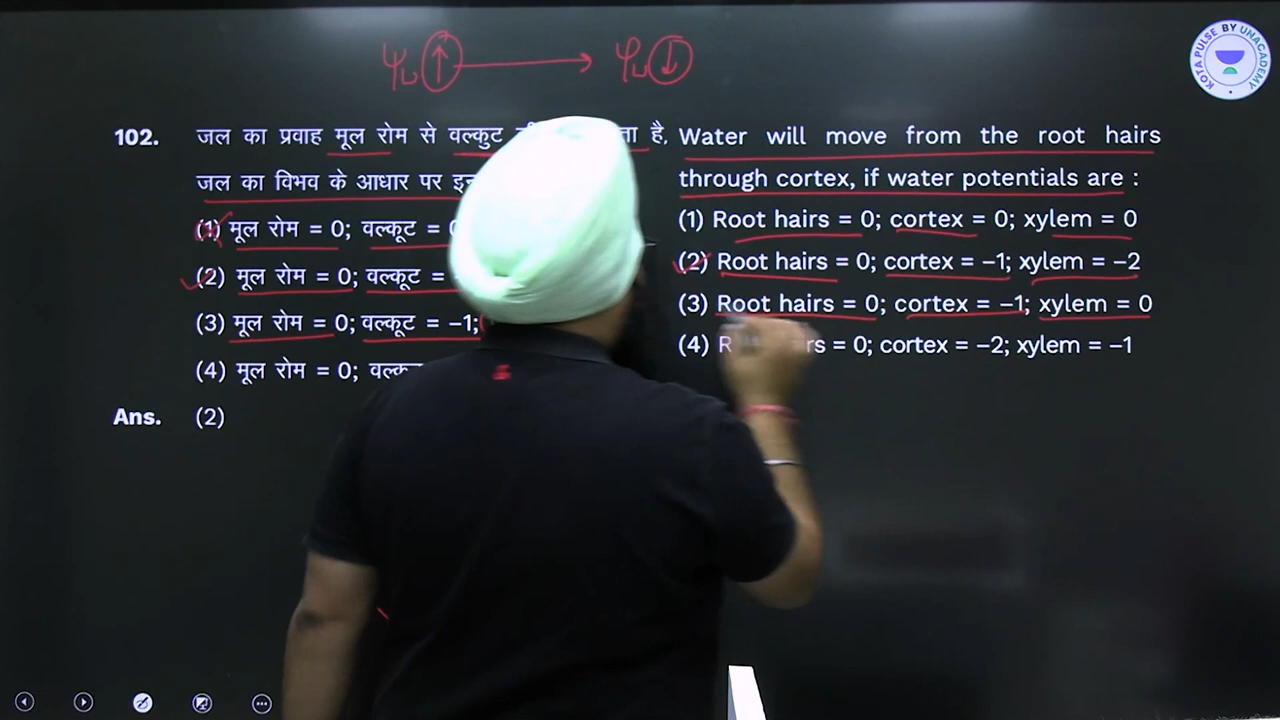 Ψw ↑ → Ψw ↓
KOTA PULSE BY UNACADEMY
102. जल का प्रवाह मूल रोम से वल्कुट है,
जल का विभव के आधार पर
(1) मूल रोम = 0; वल्कूट =
(2) मूल रोम = 0; वल्कूट =
(3) मूल रोम = 0; वल्कूट = –1;
(4) मूल रोम = 0;
Ans. (2)
Water will move from the root hairs
through cortex, if water potentials are :
(1) Root hairs = 0; cortex = 0; xylem = 0
(2) Root hairs = 0; cortex = –1; xylem = –2
(3) Root hairs = 0; cortex = –1; xylem = 0
(4) = 0; cortex = –2; xylem = –1